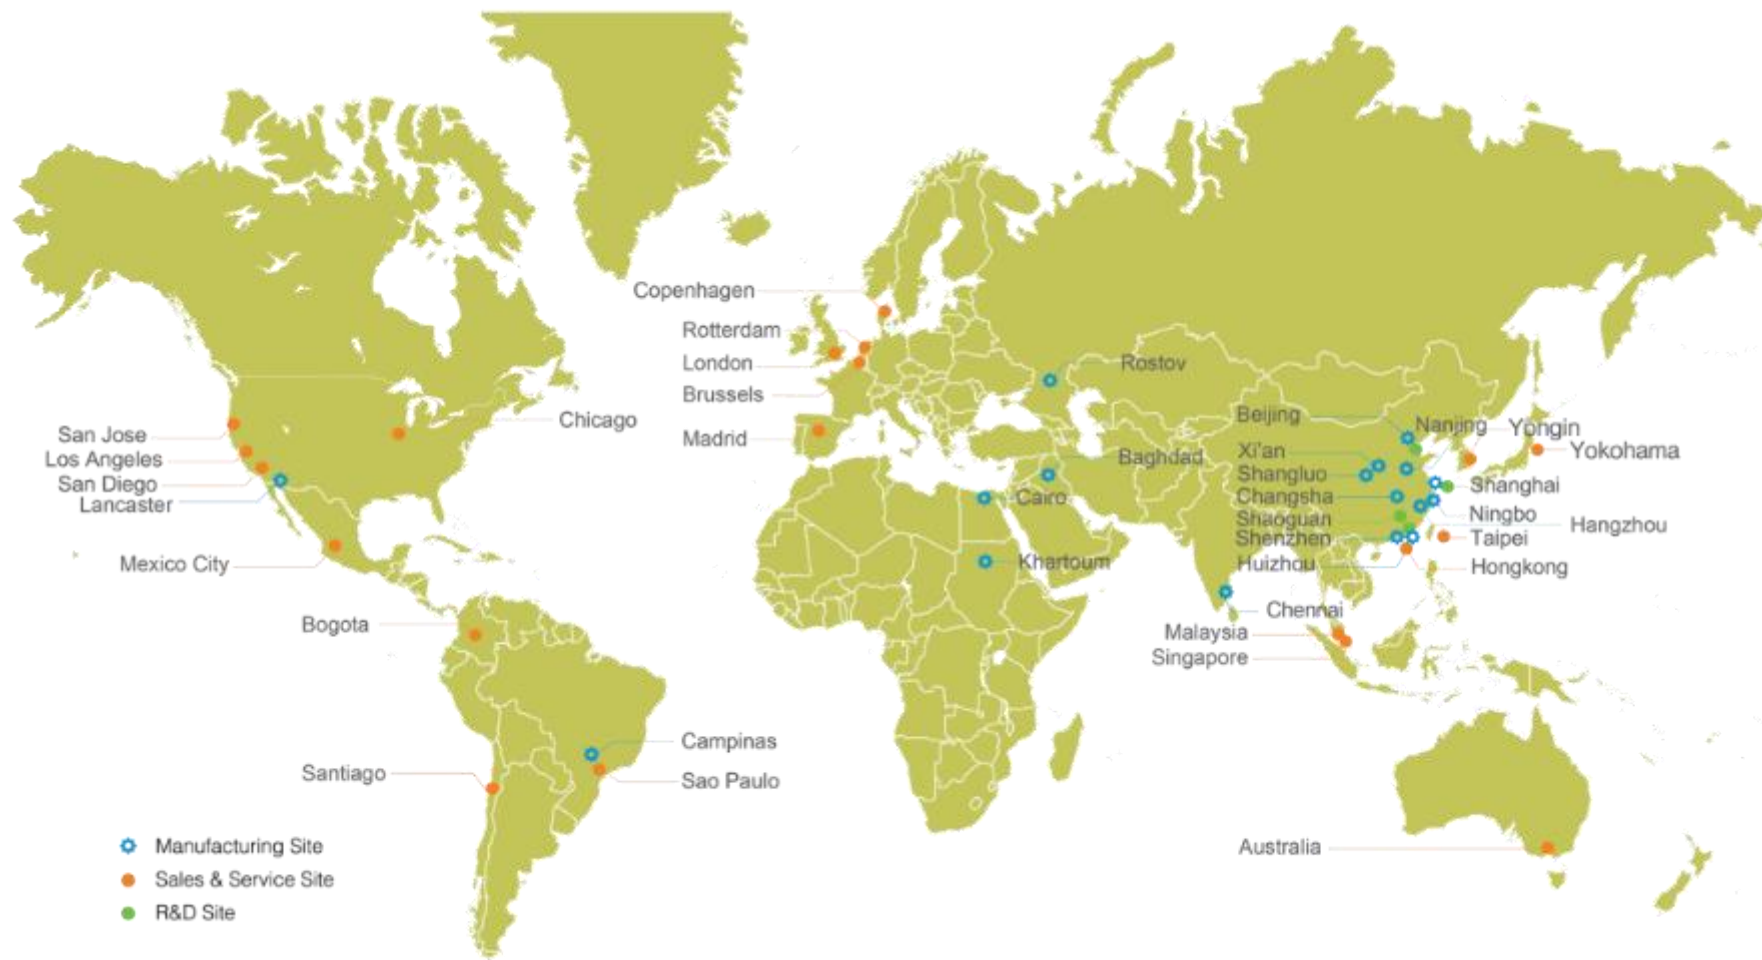 Copenhagen
Rotterdam
London
Brussels
Madrid
Rostov
Chicago
San Jose
Los Angeles
San Diego
Lancaster
Mexico City
Bogota
Campinas
Santiago
Sao Paulo
Baghdad
Cairo
Khartoum
Beijing
Nanjing
Yongin
Yokohama
Xi'an
Shangluo
Changsha
Shaoguan
Shenzhen
Huizhou
Shanghai
Ningbo
Hangzhou
Taipei
Hongkong
Chennai
Malaysia
Singapore
Australia
Manufacturing Site
Sales & Service Site
R&D Site